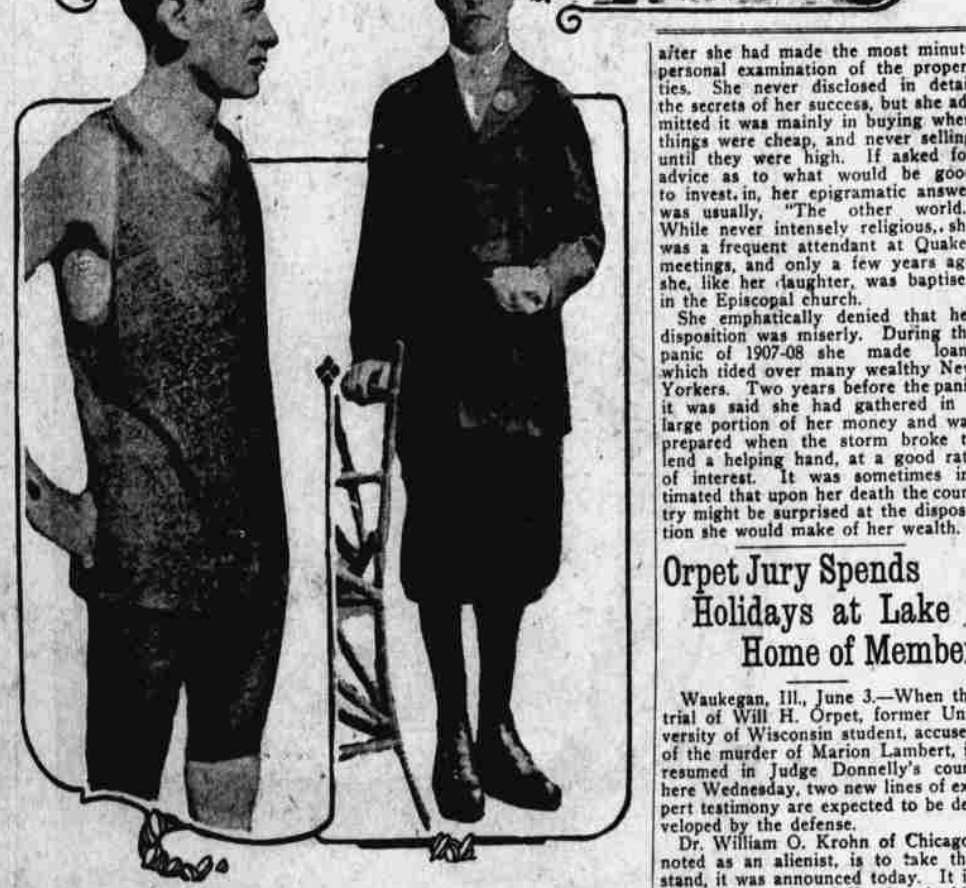 after she had made the most minut
personal examination of the proper
ties. She never disclosed in detai
the secrets of her success, but she ad
mitted it was mainly in buying when
things were cheap, and never selling
until they were high. If asked fo
advice as to what would be good
to invest. in, her epigramatic answe
was usually, "The other world.
While never intensely religious,. sh
was a frequent attendant at Quake
meetings, and only a few years ag
she, like her daughter, was baptise
in the Episcopal church.
She emphatically denied that he
disposition was miserly. During th
panic of 1907-08 she made loan
which tided over many wealthy Ne
Yorkers. Two years before the pani
it was said she had gathered in
large portion of her money and wa
prepared when the storm broke t
lend a helping hand, at a good rat
of interest. It was sometimes in
timated that upon her death the coun
try might be surprised at the dispos
tion she would make of her wealth.
Orpet Jury Spends
Holidays at Lake
Home of Member
Waukegan, Ill., June 3.—When th
trial of Will H. Orpet, former Un
versity of Wisconsin student, accuse
of the murder of Marion Lambert, i
resumed in Judge Donnelly's cour
here Wednesday, two new lines of ex
pert testimony are expected to be de
veloped by the defense.
Dr. William O. Krohn of Chicago
noted as an alienist, is to take th
stand, it was announced today. It i